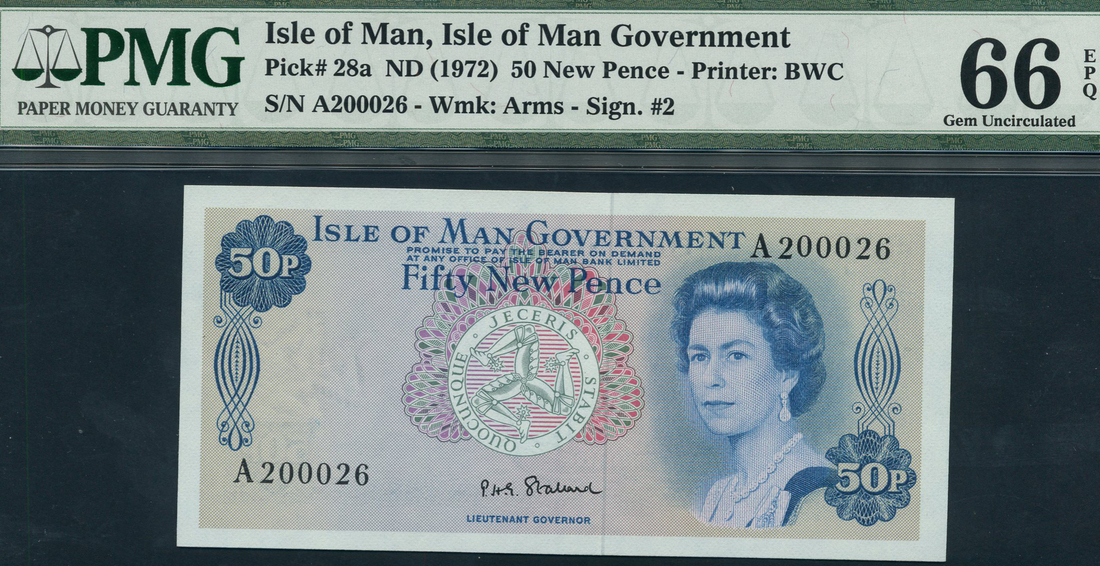 PMG
PAPER MONEY GUARANTY
Isle of Man, Isle of Man Government
Pick# 28a ND (1972) 50 New Pence - Printer: BWC
S/N A200026 - Wmk: Arms - Sign. #2
66
EPQ
Gem Uncirculated
50P
ISLE OF MAN GOVERNMENT
A 200026
PROMISE TO PAY THE BEARER ON DEMAND
AT ANY OFFICE OF ISLE OF MAN BANK LIMITED
Fifty New Pence
QUOCUNQUE · JECERIS · STABIT
A 200026
P.H.G. Stallard
LIEUTENANT GOVERNOR
50P